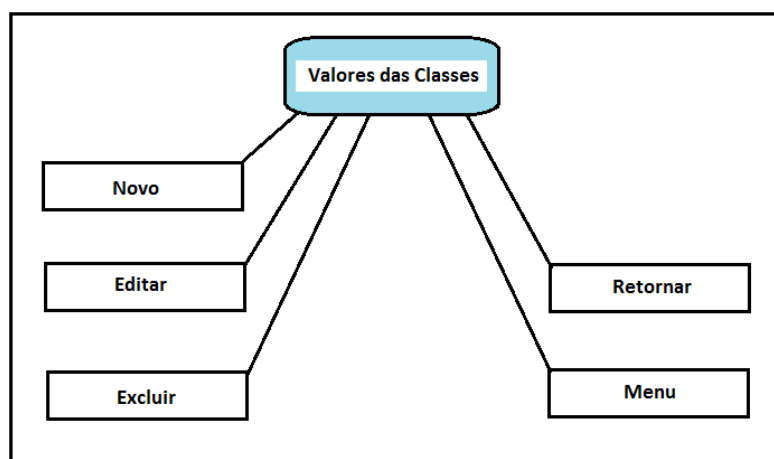 Valores das Classes
Novo
Editar
Excluir
Retornar
Menu